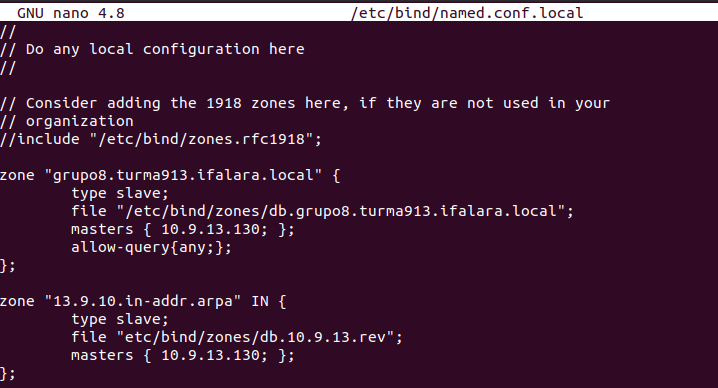 GNU nano 4.8 /etc/bind/named.conf.local
//
// Do any local configuration here
//
// Consider adding the 1918 zones here, if they are not used in your
// organization
//include "/etc/bind/zones.rfc1918";
zone "grupo8.turma913.ifalara.local" {
type slave;
file "/etc/bind/zones/db.grupo8.turma913.ifalara.local";
masters { 10.9.13.130; };
allow-query{any;};
};
zone "13.9.10.in-addr.arpa" IN {
type slave;
file "etc/bind/zones/db.10.9.13.rev";
masters { 10.9.13.130; };
};